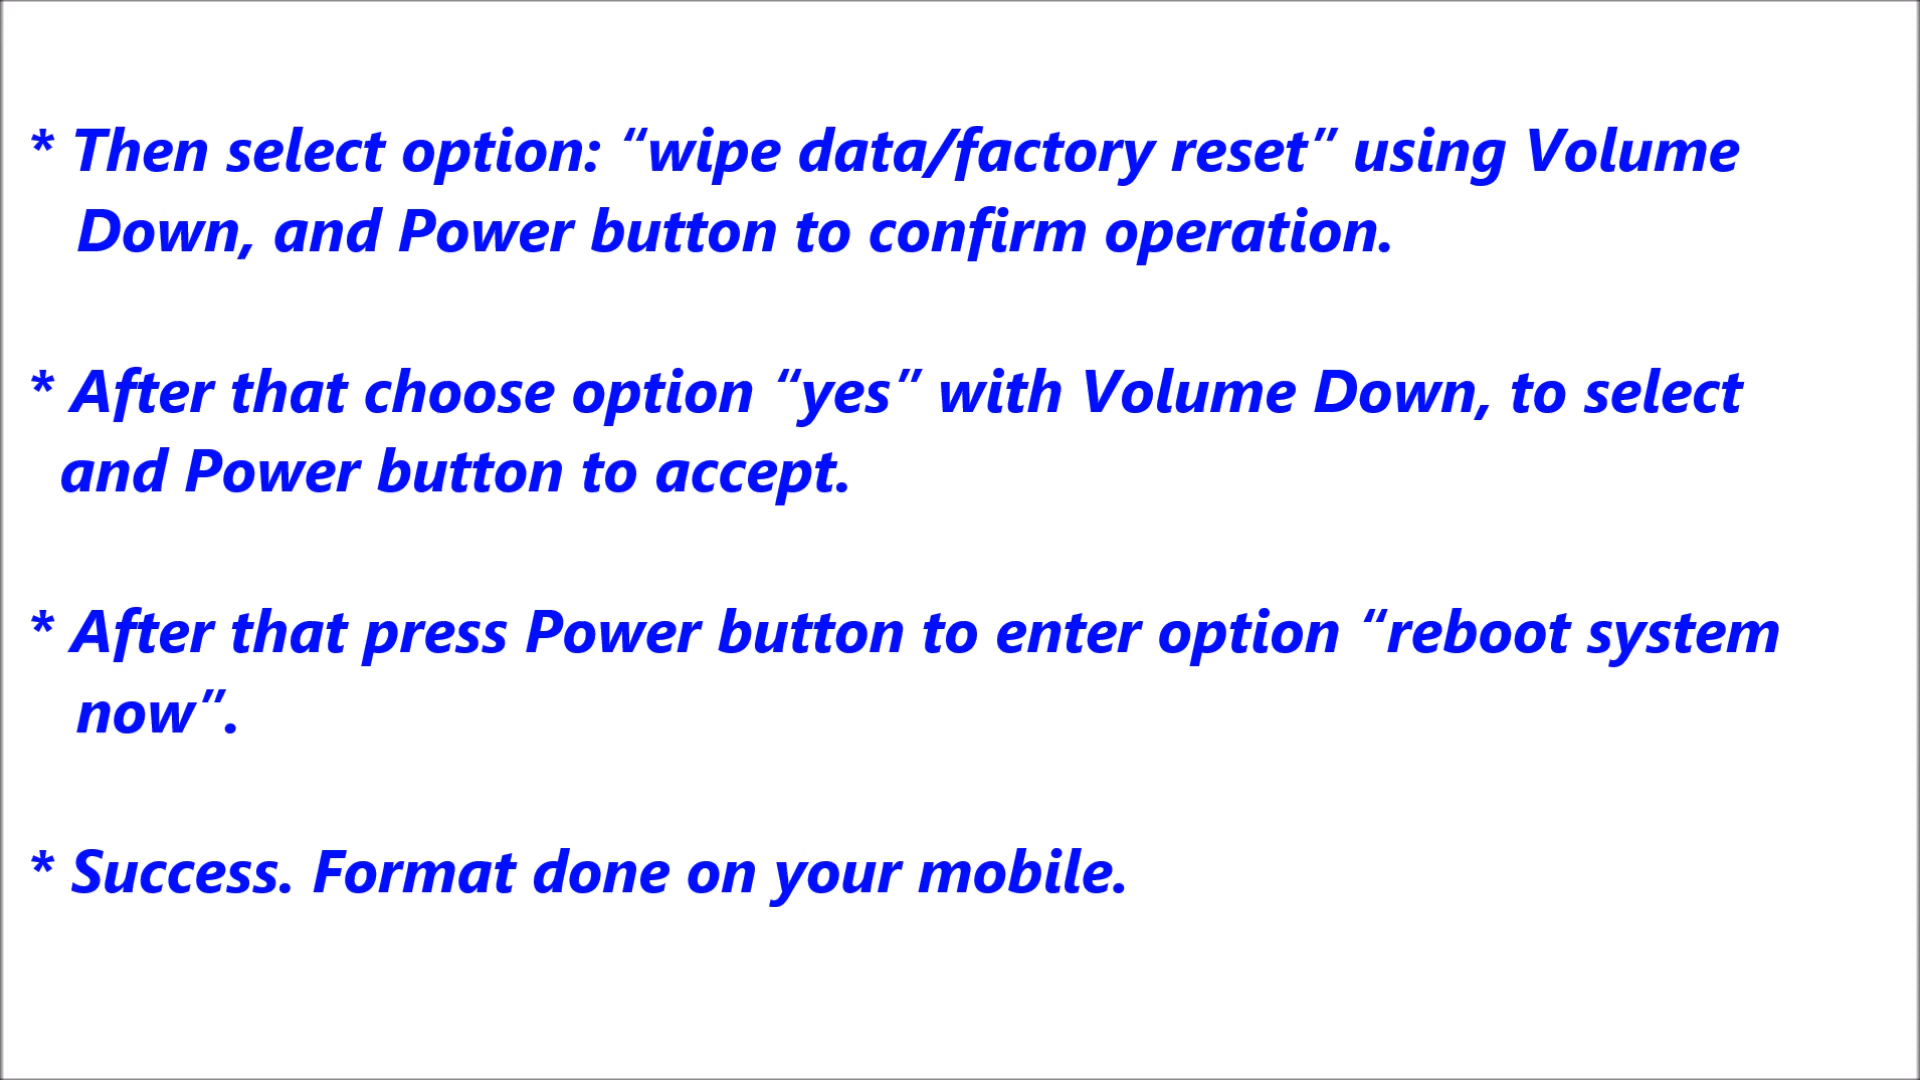 * Then select option: “wipe data/factory reset” using Volume
Down, and Power button to confirm operation.
* After that choose option “yes” with Volume Down, to select
and Power button to accept.
* After that press Power button to enter option “reboot system
now”.
* Success. Format done on your mobile.